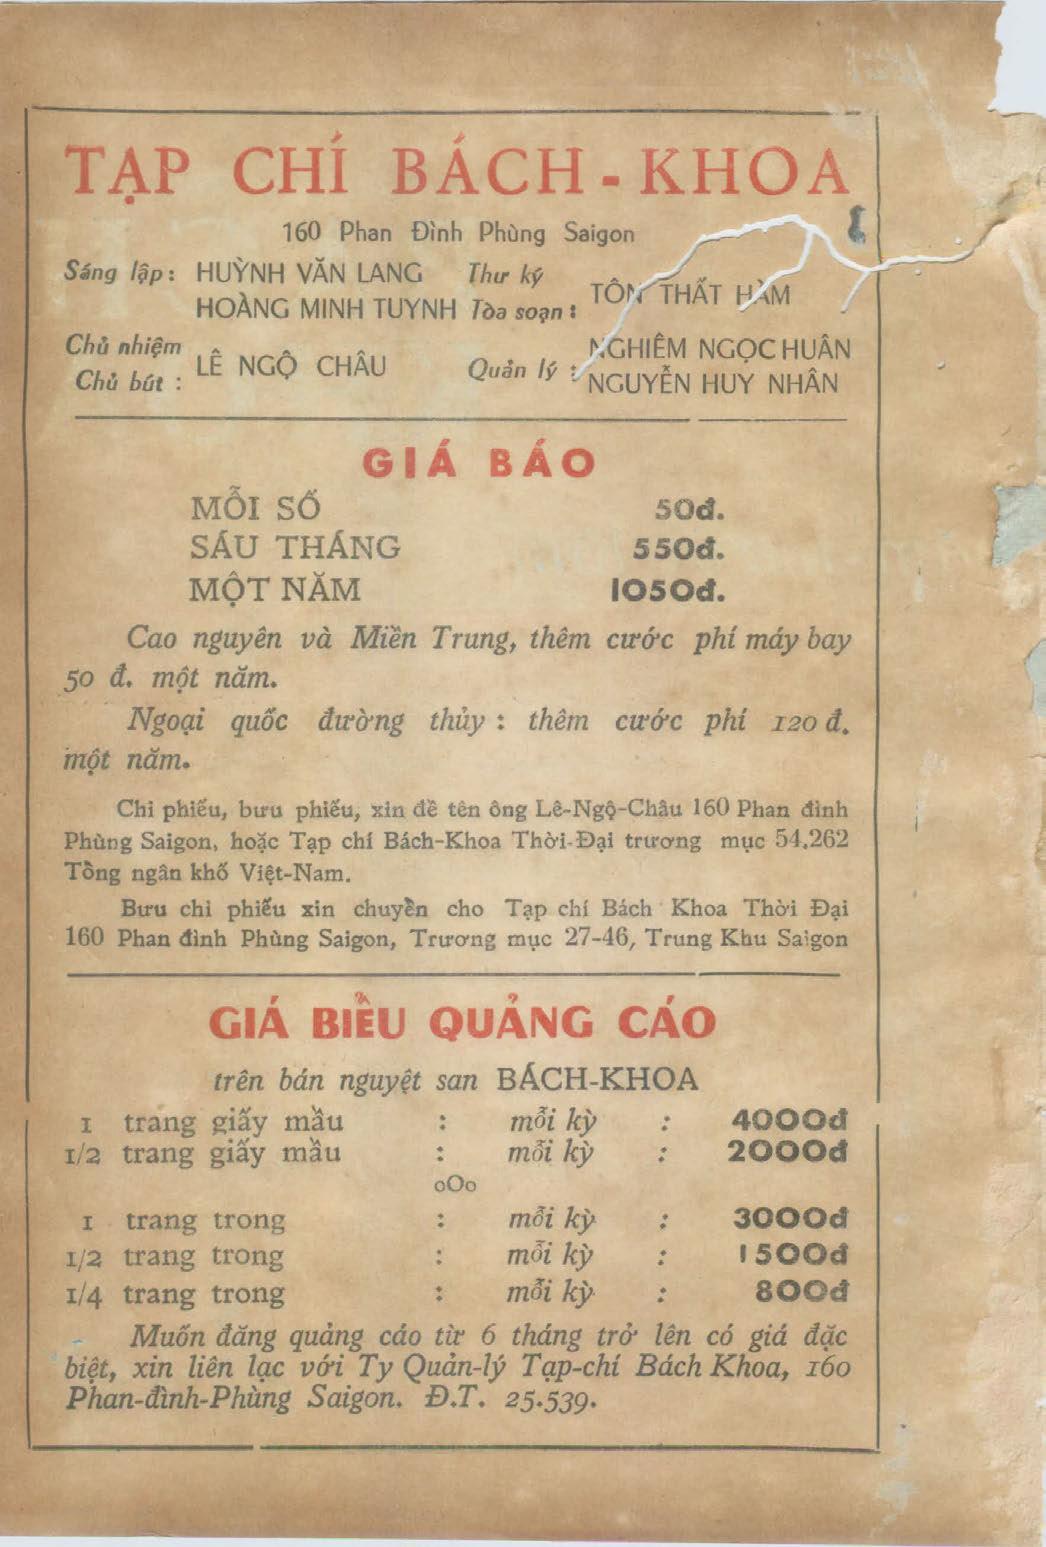 TẠP CHÍ BÁCH - KHOA
160 Phan Đình Phùng Saigon
Sáng lập : HUỲNH VĂN LANG Thư ký
HOÀNG MINH TUYNH Tòa soạn : TÔN THẤT HÀM
Chủ nhiệm
Chủ bút : LÊ NGỘ CHÂU Quản lý : NGHIÊM NGỌC HUÂN
NGUYỄN HUY NHÂN
GIÁ BÁO
MỖI SỐ 50đ.
SÁU THÁNG 550đ.
MỘT NĂM 1050đ.
Cao nguyên và Miền Trung, thêm cước phí máy bay
50 đ. một năm.
Ngoại quốc đường thủy : thêm cước phí 120 đ.
một năm.
Chi phiếu, bưu phiếu, xin đề tên ông Lê-Ngộ-Châu 160 Phan đình
Phùng Saigon, hoặc Tạp chí Bách-Khoa Thời-Đại trương mục 54.262
Tồng ngân khố Việt-Nam.
Bưu chi phiếu xin chuyền cho Tạp chí Bách Khoa Thời Đại
160 Phan đình Phùng Saigon, Trương mục 27-46, Trung Khu Saigon
GIÁ BIỂU QUẢNG CÁO
trên bán nguyệt san BÁCH-KHOA
1 trang giấy mầu : mỗi kỳ : 4000đ
1/2 trang giấy mầu : mỗi kỳ : 2000đ
oOo
1 trang trong : mỗi kỳ : 3000đ
1/2 trang trong : mỗi kỳ : 1500đ
1/4 trang trong : mỗi kỳ : 800đ
Muốn đăng quảng cáo từ 6 tháng trở lên có giá đặc
biệt, xin liên lạc với Ty Quản-lý Tạp-chí Bách Khoa, 160
Phan-đình-Phùng Saigon. Đ.T. 25.539.